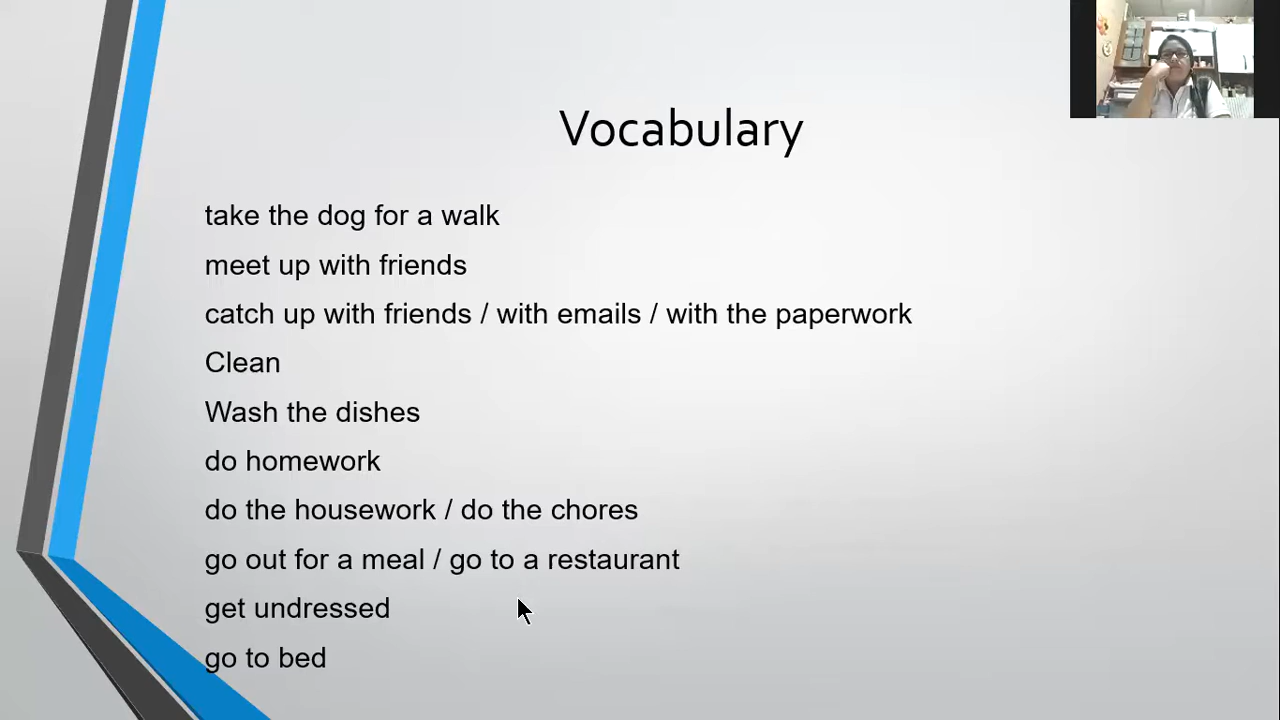 Vocabulary
take the dog for a walk
meet up with friends
catch up with friends / with emails / with the paperwork
Clean
Wash the dishes
do homework
do the housework / do the chores
go out for a meal / go to a restaurant
get undressed
go to bed